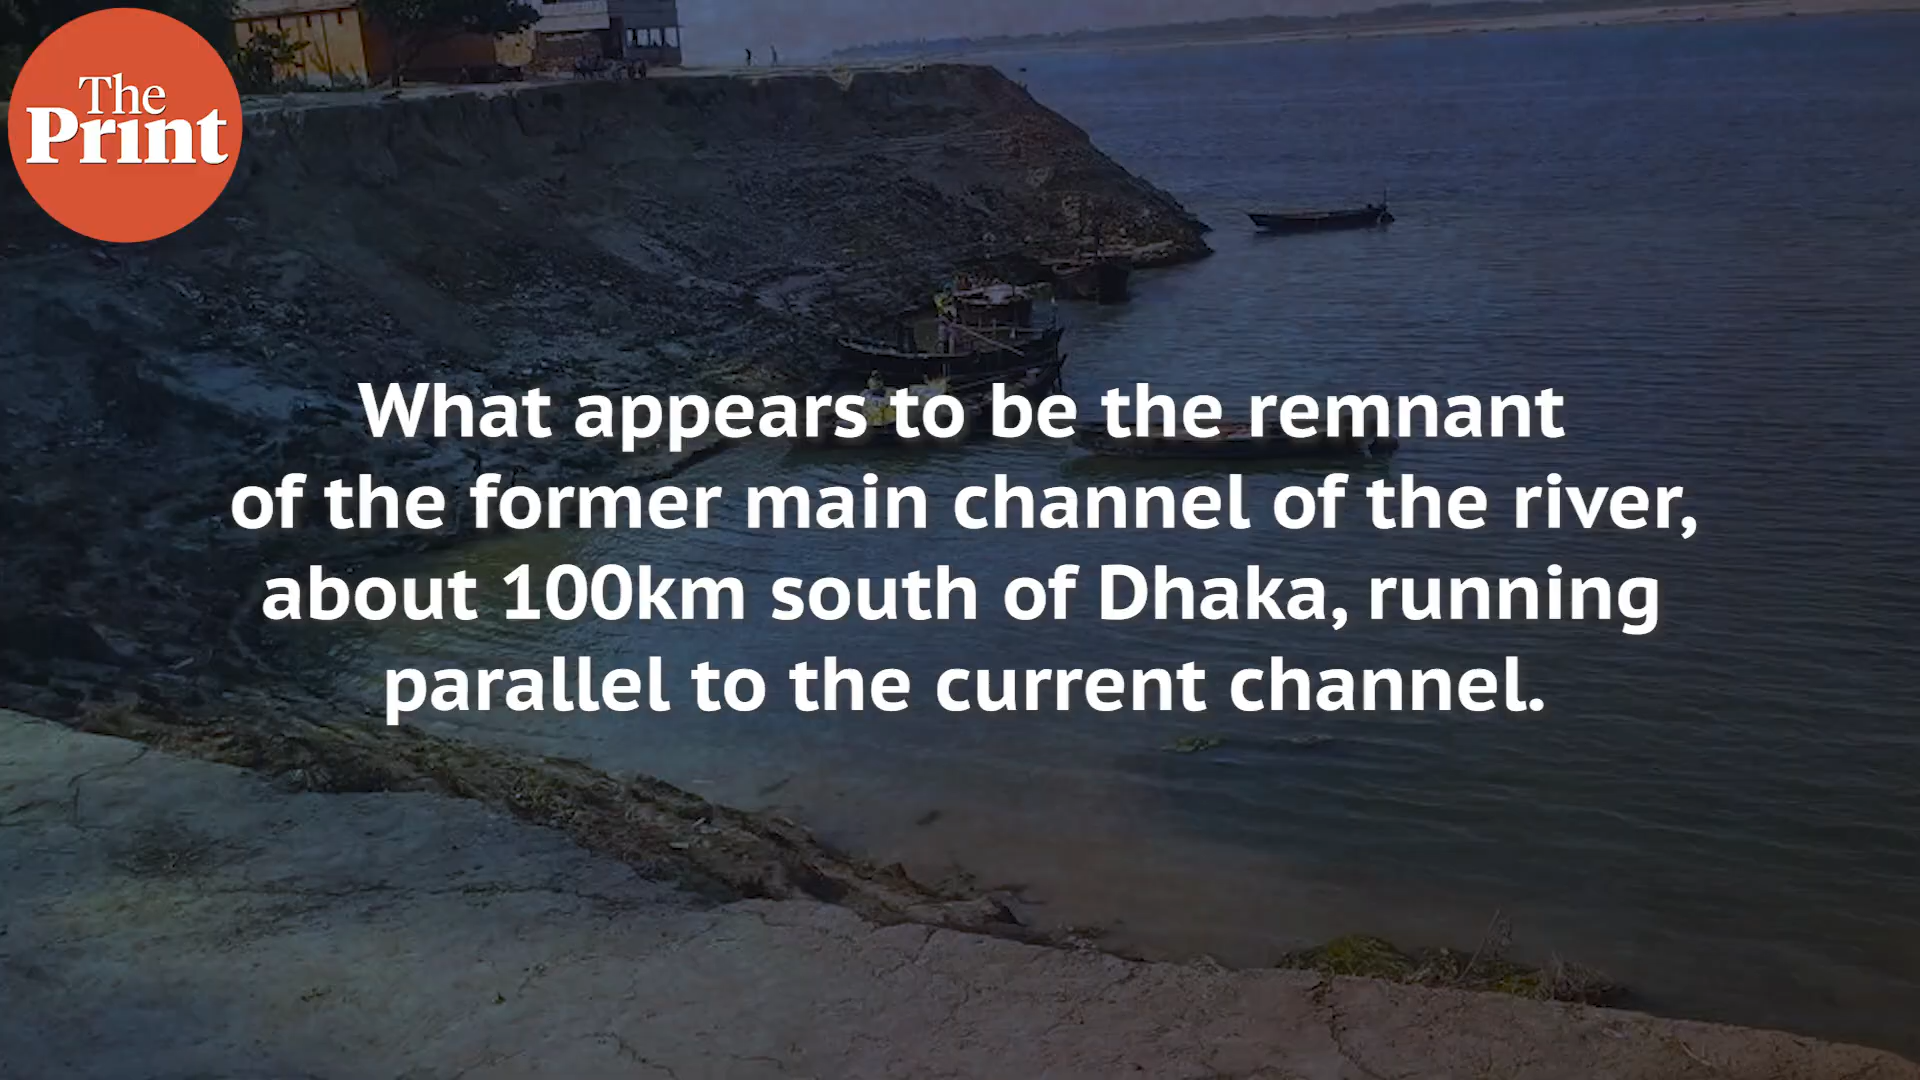 The
Print
What appears to be the remnant
of the former main channel of the river,
about 100km south of Dhaka, running
parallel to the current channel.